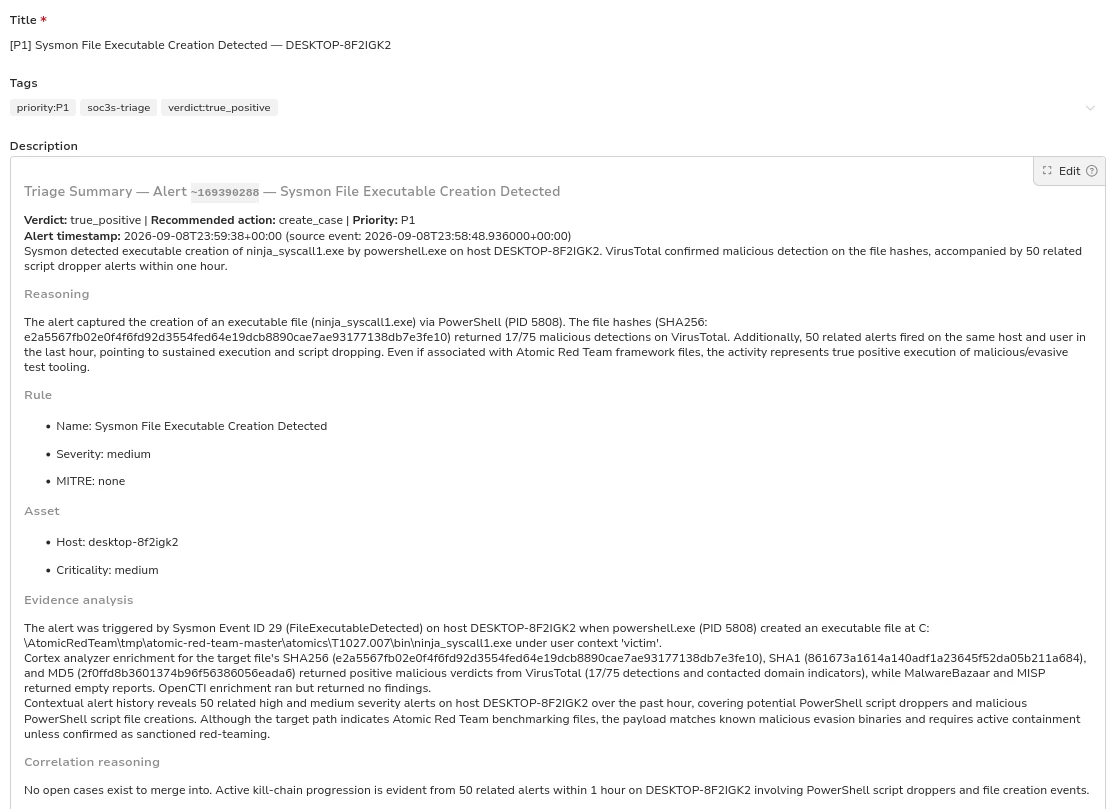 Title *
[P1] Sysmon File Executable Creation Detected — DESKTOP-8F2IGK2
Tags
priority:P1 soc3s-triage verdict:true_positive
Description
Edit
Triage Summary — Alert ~169390288 — Sysmon File Executable Creation Detected
Verdict: true_positive | Recommended action: create_case | Priority: P1
Alert timestamp: 2026-09-08T23:59:38+00:00 (source event: 2026-09-08T23:58:48.936000+00:00)
Sysmon detected executable creation of ninja_syscall1.exe by powershell.exe on host DESKTOP-8F2IGK2. VirusTotal confirmed malicious detection on the file hashes, accompanied by 50 related
script dropper alerts within one hour.
Reasoning
The alert captured the creation of an executable file (ninja_syscall1.exe) via PowerShell (PID 5808). The file hashes (SHA256:
e2a5567fb02e0f4f6fd92d3554fed64e19dcb8890cae7ae93177138db7e3fe10) returned 17/75 malicious detections on VirusTotal. Additionally, 50 related alerts fired on the same host and user in
the last hour, pointing to sustained execution and script dropping. Even if associated with Atomic Red Team framework files, the activity represents true positive execution of malicious/evasive
test tooling.
Rule
• Name: Sysmon File Executable Creation Detected
• Severity: medium
• MITRE: none
Asset
• Host: desktop-8f2igk2
• Criticality: medium
Evidence analysis
The alert was triggered by Sysmon Event ID 29 (FileExecutableDetected) on host DESKTOP-8F2IGK2 when powershell.exe (PID 5808) created an executable file at C:
\AtomicRedTeam\tmp\atomic-red-team-master\atomics\T1027.007\bin\ninja_syscall1.exe under user context 'victim'.
Cortex analyzer enrichment for the target file's SHA256 (e2a5567fb02e0f4f6fd92d3554fed64e19dcb8890cae7ae93177138db7e3fe10), SHA1 (861673a1614a140adf1a23645f52da05b211a684),
and MD5 (2f0ffd8b3601374b96f56386056eada6) returned positive malicious verdicts from VirusTotal (17/75 detections and contacted domain indicators), while MalwareBazaar and MISP
returned empty reports. OpenCTI enrichment ran but returned no findings.
Contextual alert history reveals 50 related high and medium severity alerts on host DESKTOP-8F2IGK2 over the past hour, covering potential PowerShell script droppers and malicious
PowerShell script file creations. Although the target path indicates Atomic Red Team benchmarking files, the payload matches known malicious evasion binaries and requires active containment
unless confirmed as sanctioned red-teaming.
Correlation reasoning
No open cases exist to merge into. Active kill-chain progression is evident from 50 related alerts within 1 hour on DESKTOP-8F2IGK2 involving PowerShell script droppers and file creation events.